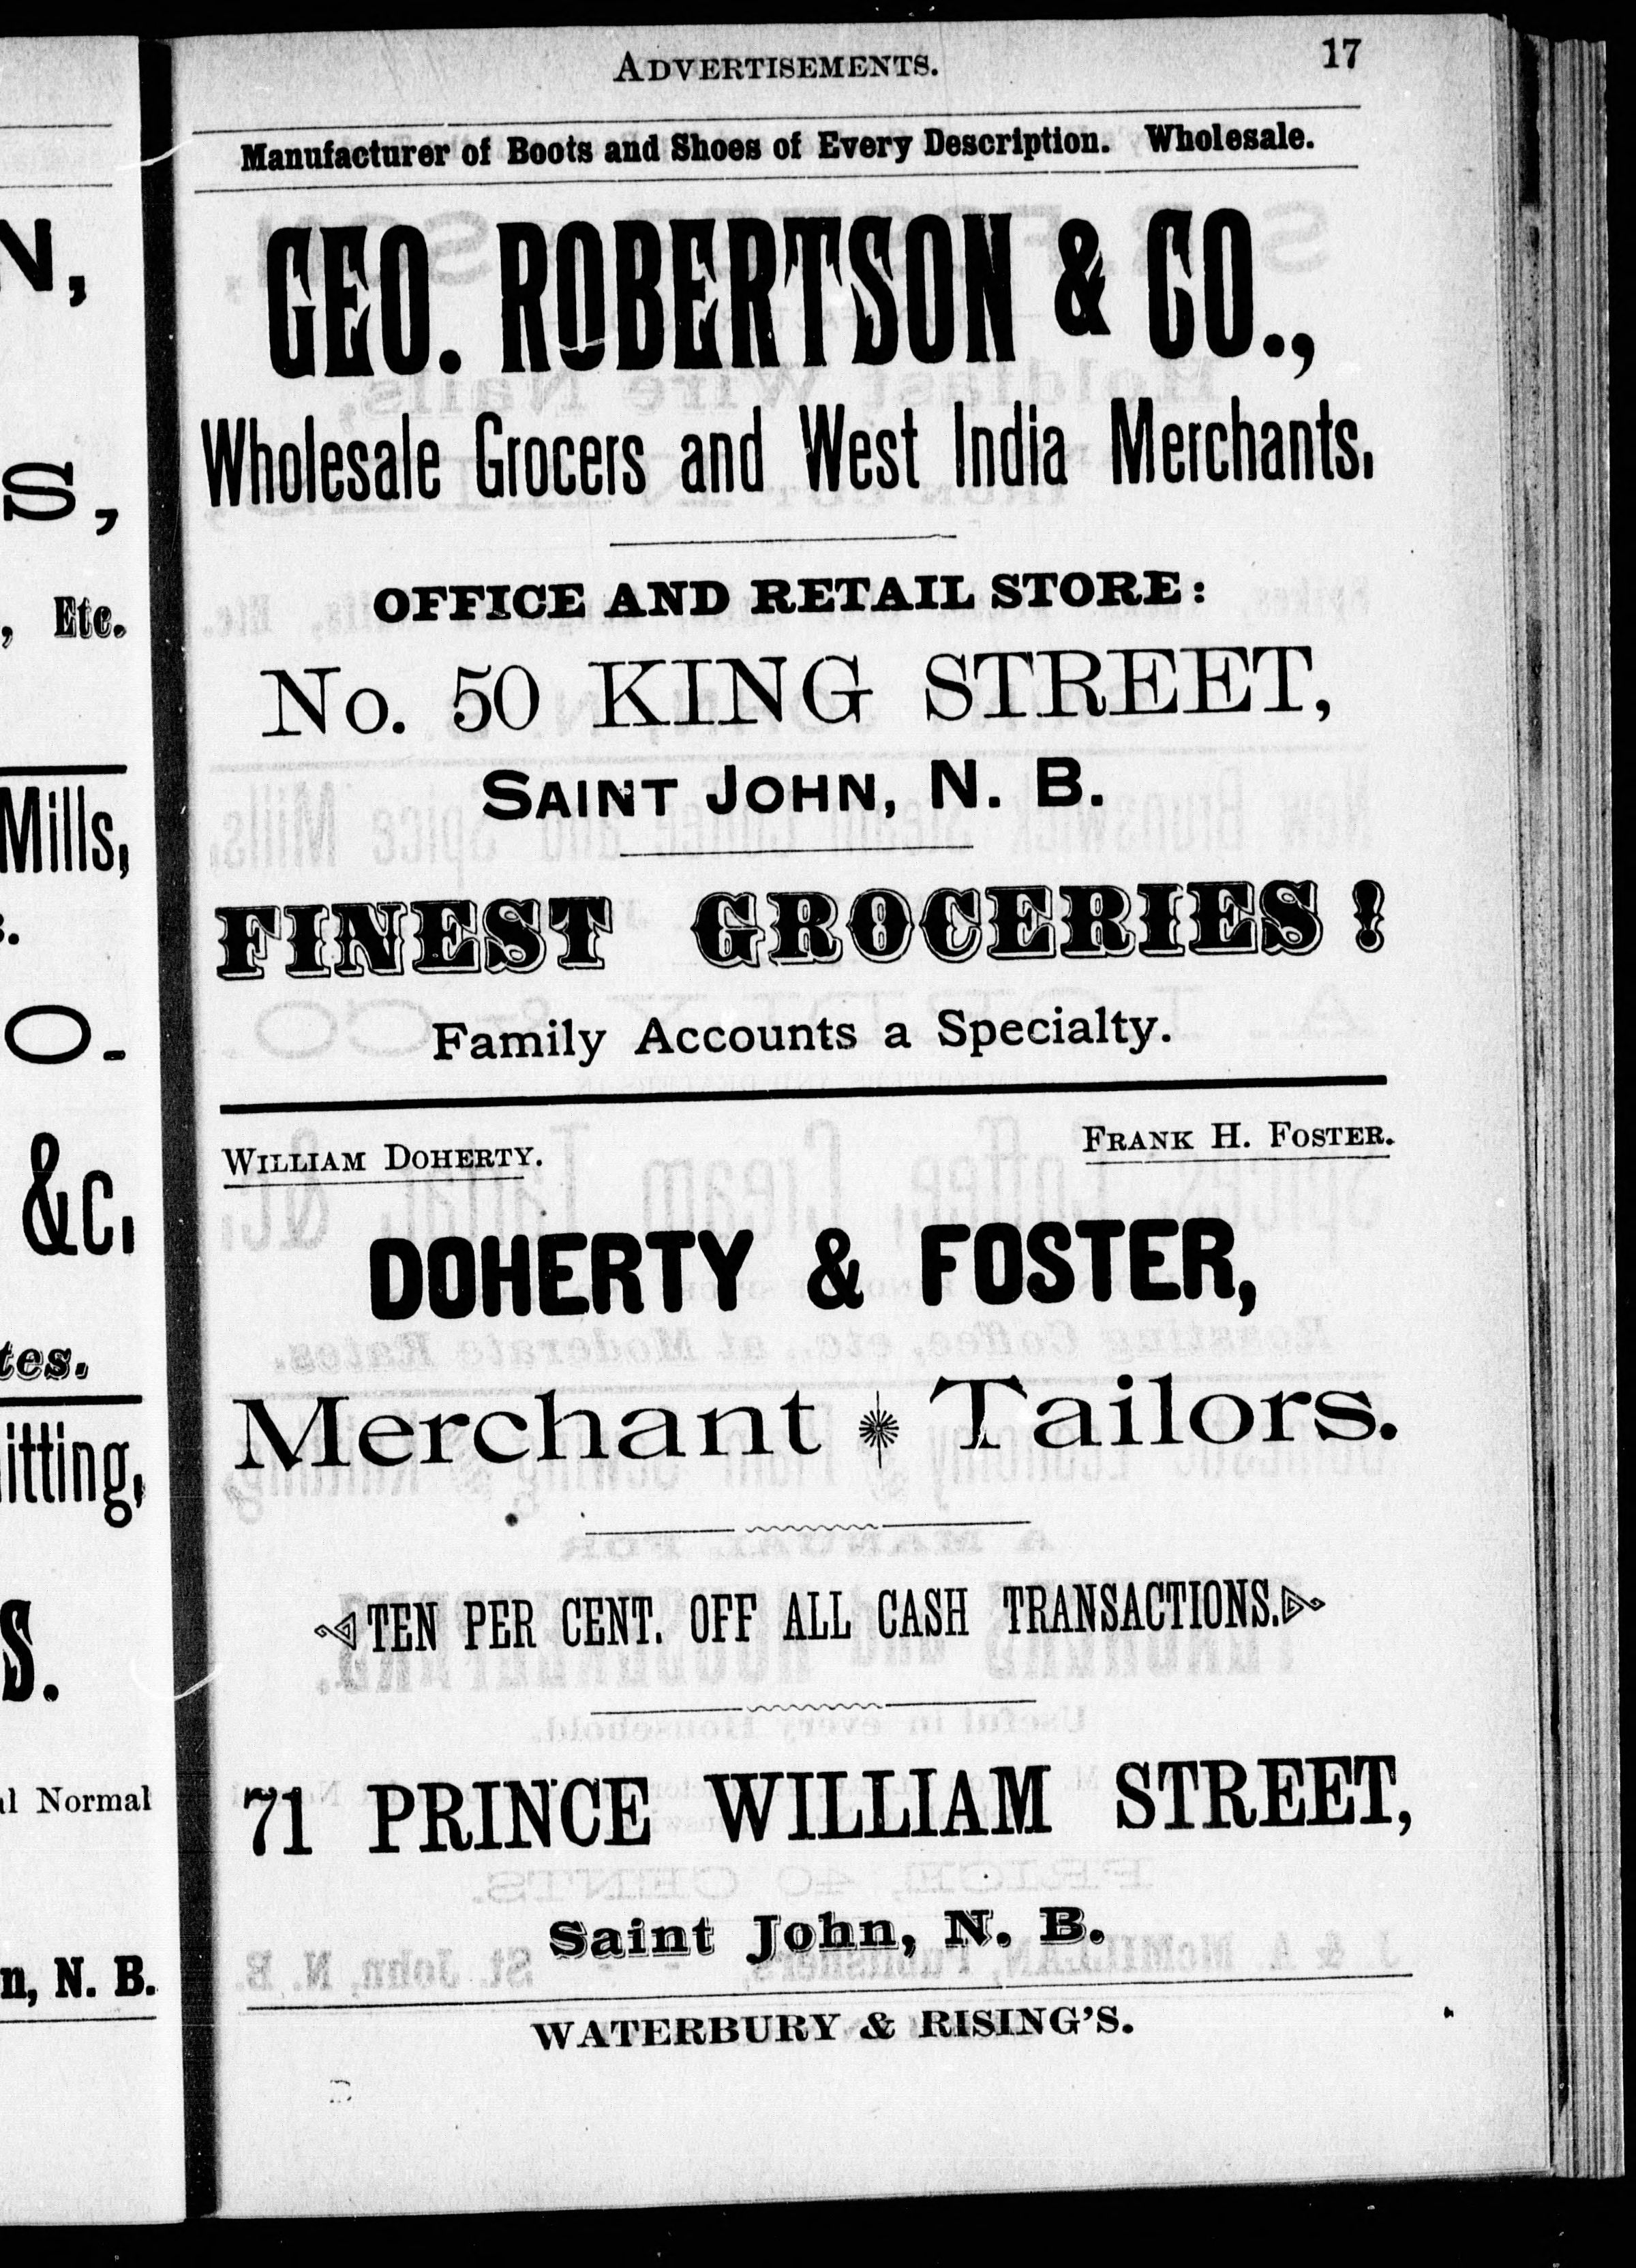 N,
S,
, Etc.
Mills,
O.
&c.
tes.
itting,
S.
Normal
n, N. B.
ADVERTISEMENTS. 17
Manufacturer of Boots and Shoes of Every Description. Wholesale.
GEO. ROBERTSON & CO.,
Wholesale Grocers and West India Merchants.
OFFICE AND RETAIL STORE:
No. 50 KING STREET,
SAINT JOHN, N. B.
FINEST GROCERIES!
Family Accounts a Specialty.
WILLIAM DOHERTY. FRANK H. FOSTER.
DOHERTY & FOSTER,
Merchant Tailors.
TEN PER CENT. OFF ALL CASH TRANSACTIONS.
71 PRINCE WILLIAM STREET,
Saint John, N. B.
WATERBURY & RISING'S.